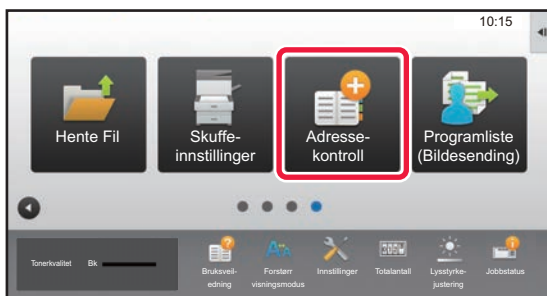 10:15
Hente Fil
Skuffe-
innstillinger
Adresse-
kontroll
Programliste
(Bildesending)
Tonerkvalitet Bk
Bruksveil-
edning
Forstørr
visningsmodus
Innstillinger
Totalantall
Lysstyrke-
justering
Jobbstatus